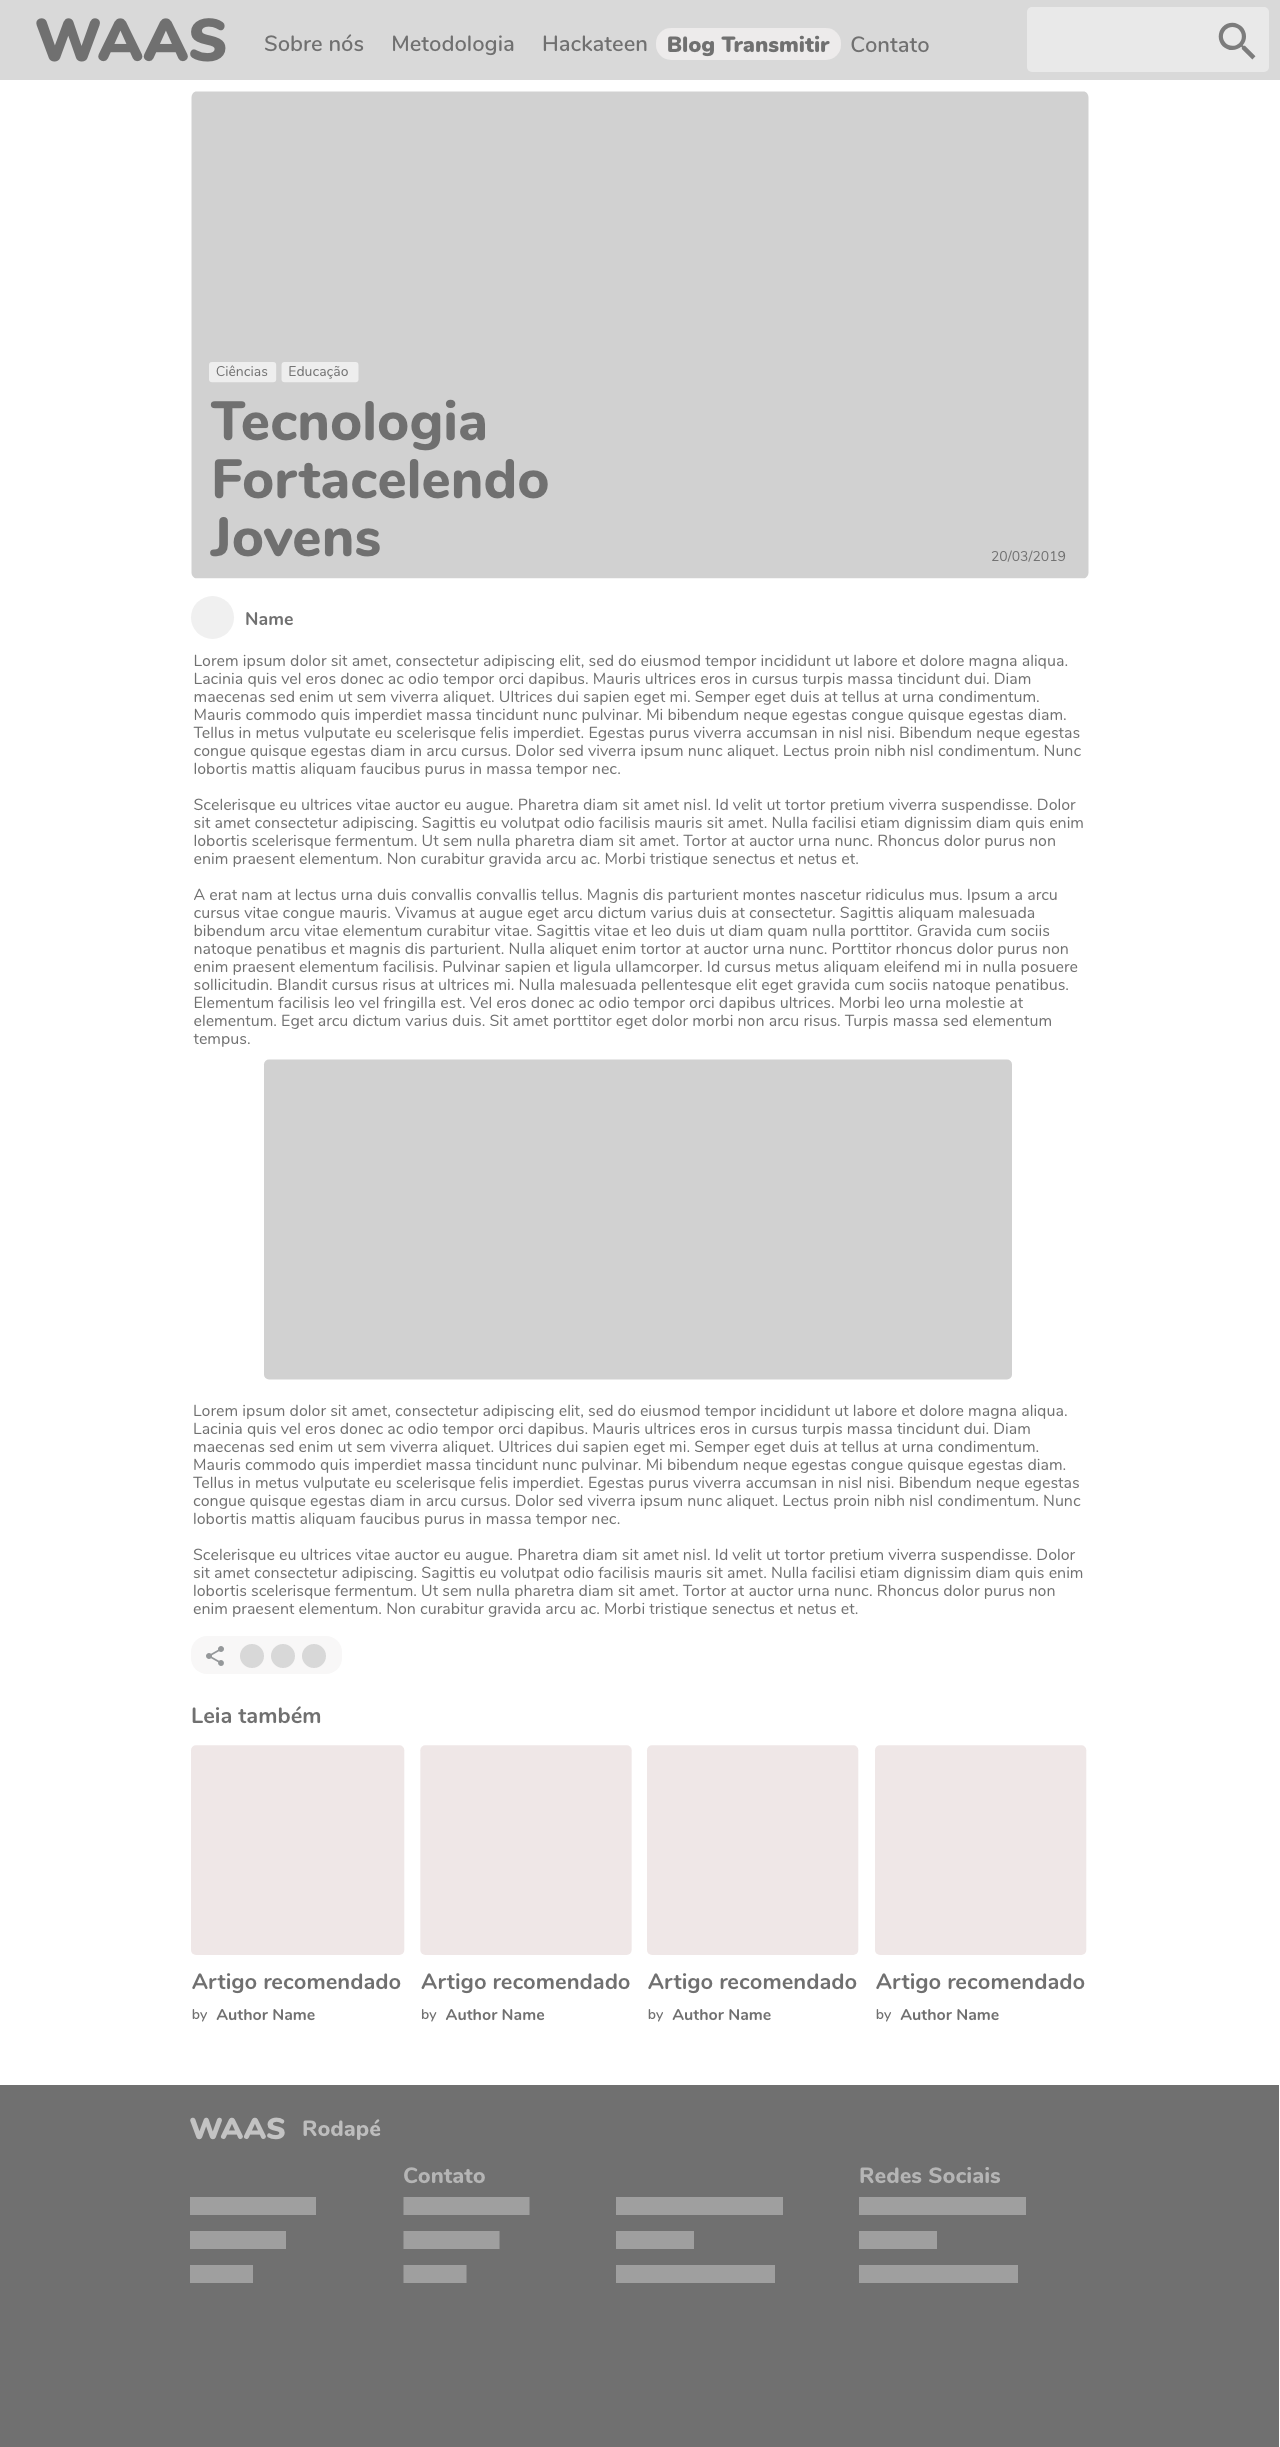 WAAS Sobre nós Metodologia Hackateen Blog Transmitir Contato
Ciências Educação
Tecnologia
Fortacelendo
Jovens
20/03/2019
Name
Lorem ipsum dolor sit amet, consectetur adipiscing elit, sed do eiusmod tempor incididunt ut labore et dolore magna aliqua.
Lacinia quis vel eros donec ac odio tempor orci dapibus. Mauris ultrices eros in cursus turpis massa tincidunt dui. Diam
maecenas sed enim ut sem viverra aliquet. Ultrices dui sapien eget mi. Semper eget duis at tellus at urna condimentum.
Mauris commodo quis imperdiet massa tincidunt nunc pulvinar. Mi bibendum neque egestas congue quisque egestas diam.
Tellus in metus vulputate eu scelerisque felis imperdiet. Egestas purus viverra accumsan in nisl nisi. Bibendum neque egestas
congue quisque egestas diam in arcu cursus. Dolor sed viverra ipsum nunc aliquet. Lectus proin nibh nisl condimentum. Nunc
lobortis mattis aliquam faucibus purus in massa tempor nec.
Scelerisque eu ultrices vitae auctor eu augue. Pharetra diam sit amet nisl. Id velit ut tortor pretium viverra suspendisse. Dolor
sit amet consectetur adipiscing. Sagittis eu volutpat odio facilisis mauris sit amet. Nulla facilisi etiam dignissim diam quis enim
lobortis scelerisque fermentum. Ut sem nulla pharetra diam sit amet. Tortor at auctor urna nunc. Rhoncus dolor purus non
enim praesent elementum. Non curabitur gravida arcu ac. Morbi tristique senectus et netus et.
A erat nam at lectus urna duis convallis convallis tellus. Magnis dis parturient montes nascetur ridiculus mus. Ipsum a arcu
cursus vitae congue mauris. Vivamus at augue eget arcu dictum varius duis at consectetur. Sagittis aliquam malesuada
bibendum arcu vitae elementum curabitur vitae. Sagittis vitae et leo duis ut diam quam nulla porttitor. Gravida cum sociis
natoque penatibus et magnis dis parturient. Nulla aliquet enim tortor at auctor urna nunc. Porttitor rhoncus dolor purus non
enim praesent elementum facilisis. Pulvinar sapien et ligula ullamcorper. Id cursus metus aliquam eleifend mi in nulla posuere
sollicitudin. Blandit cursus risus at ultrices mi. Nulla malesuada pellentesque elit eget gravida cum sociis natoque penatibus.
Elementum facilisis leo vel fringilla est. Vel eros donec ac odio tempor orci dapibus ultrices. Morbi leo urna molestie at
elementum. Eget arcu dictum varius duis. Sit amet porttitor eget dolor morbi non arcu risus. Turpis massa sed elementum
tempus.
Lorem ipsum dolor sit amet, consectetur adipiscing elit, sed do eiusmod tempor incididunt ut labore et dolore magna aliqua.
Lacinia quis vel eros donec ac odio tempor orci dapibus. Mauris ultrices eros in cursus turpis massa tincidunt dui. Diam
maecenas sed enim ut sem viverra aliquet. Ultrices dui sapien eget mi. Semper eget duis at tellus at urna condimentum.
Mauris commodo quis imperdiet massa tincidunt nunc pulvinar. Mi bibendum neque egestas congue quisque egestas diam.
Tellus in metus vulputate eu scelerisque felis imperdiet. Egestas purus viverra accumsan in nisl nisi. Bibendum neque egestas
congue quisque egestas diam in arcu cursus. Dolor sed viverra ipsum nunc aliquet. Lectus proin nibh nisl condimentum. Nunc
lobortis mattis aliquam faucibus purus in massa tempor nec.
Scelerisque eu ultrices vitae auctor eu augue. Pharetra diam sit amet nisl. Id velit ut tortor pretium viverra suspendisse. Dolor
sit amet consectetur adipiscing. Sagittis eu volutpat odio facilisis mauris sit amet. Nulla facilisi etiam dignissim diam quis enim
lobortis scelerisque fermentum. Ut sem nulla pharetra diam sit amet. Tortor at auctor urna nunc. Rhoncus dolor purus non
enim praesent elementum. Non curabitur gravida arcu ac. Morbi tristique senectus et netus et.
Leia também
Artigo recomendado Artigo recomendado Artigo recomendado Artigo recomendado
by Author Name by Author Name by Author Name by Author Name
WAAS Rodapé
Contato Redes Sociais